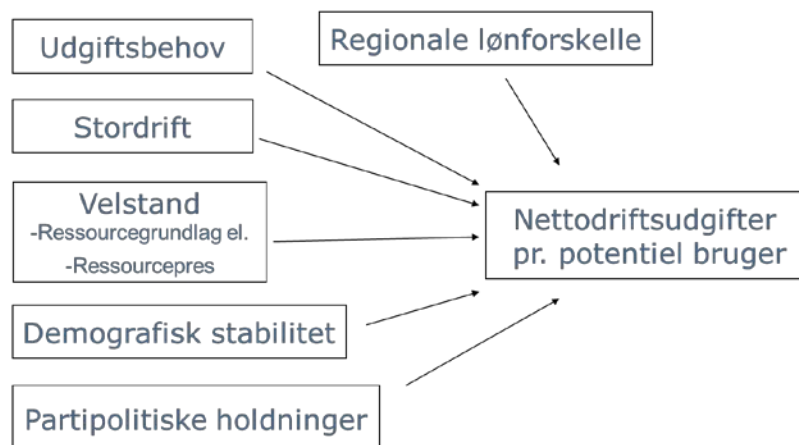 Udgiftsbehov
Regionale lønforskelle
Stordrift
Velstand
-Ressourcegrundlag el.
-Ressourcepres
Nettodriftsudgifter
pr. potentiel bruger
Demografisk stabilitet
Partipolitiske holdninger